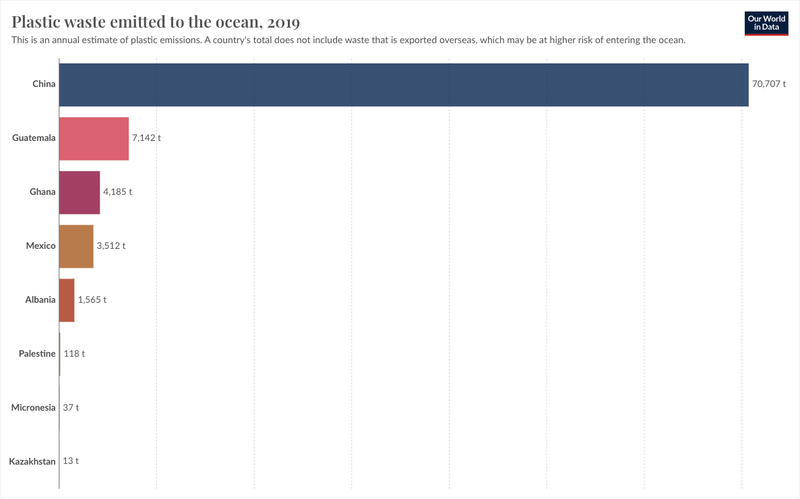 Plastic waste emitted to the ocean, 2019
This is an annual estimate of plastic emissions. A country's total does not include waste that is exported overseas, which may be at higher risk of entering the ocean.
Our World
in Data
China 70,707 t
Guatemala 7,142 t
Ghana 4,185 t
Mexico 3,512 t
Albania 1,565 t
Palestine 118 t
Micronesia 37 t
Kazakhstan 13 t